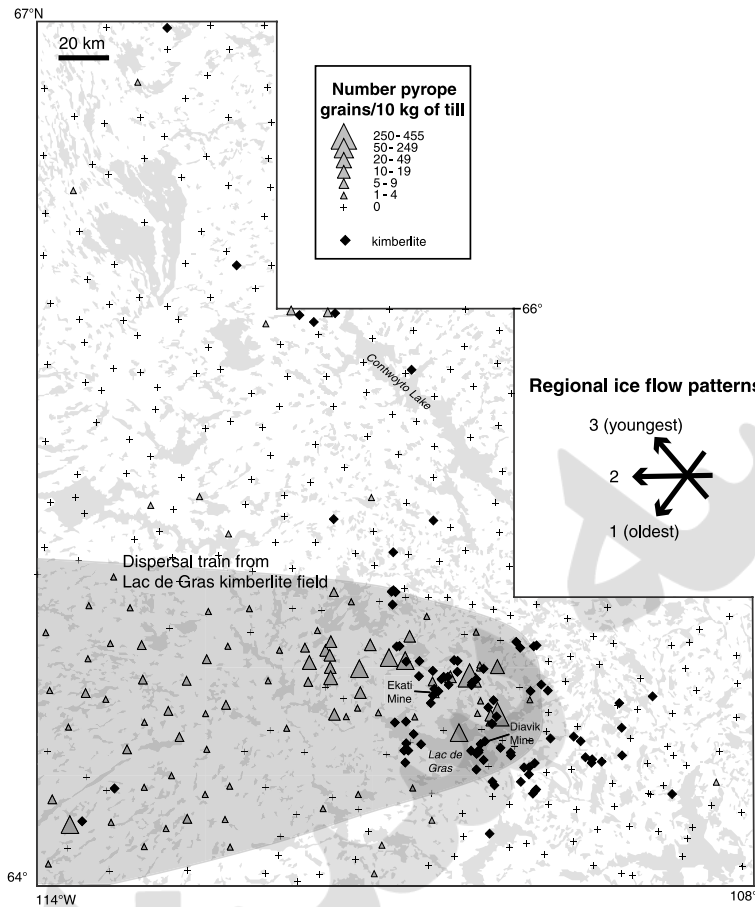 67°N
20 km
Number pyrope
grains/10 kg of till
250-455
50-249
20-49
10-19
5-9
1-4
0
kimberlite
66°
Contwoyto Lake
Regional ice flow patterns
3 (youngest)
2
1 (oldest)
Dispersal train from
Lac de Gras kimberlite field
Ekati
Mine
Diavik
Mine
Lac de
Gras
64°
114°W
108°